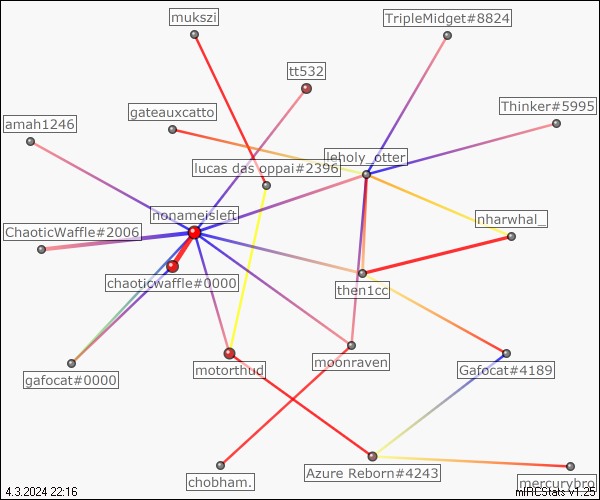 mukszi
TripleMidget#8824
tt532
Thinker#5995
gateauxcatto
amah1246
leholy_otter
lucas das oppai#2396
nonameisleft
nharwhal_
ChaoticWaffle#2006
chaoticwaffle#0000
then1cc
moonraven
motorthud
Gafocat#4189
gafocat#0000
Azure Reborn#4243
chobham.
mercurybro
4.3.2024 22:16
mIRCStats v1.25